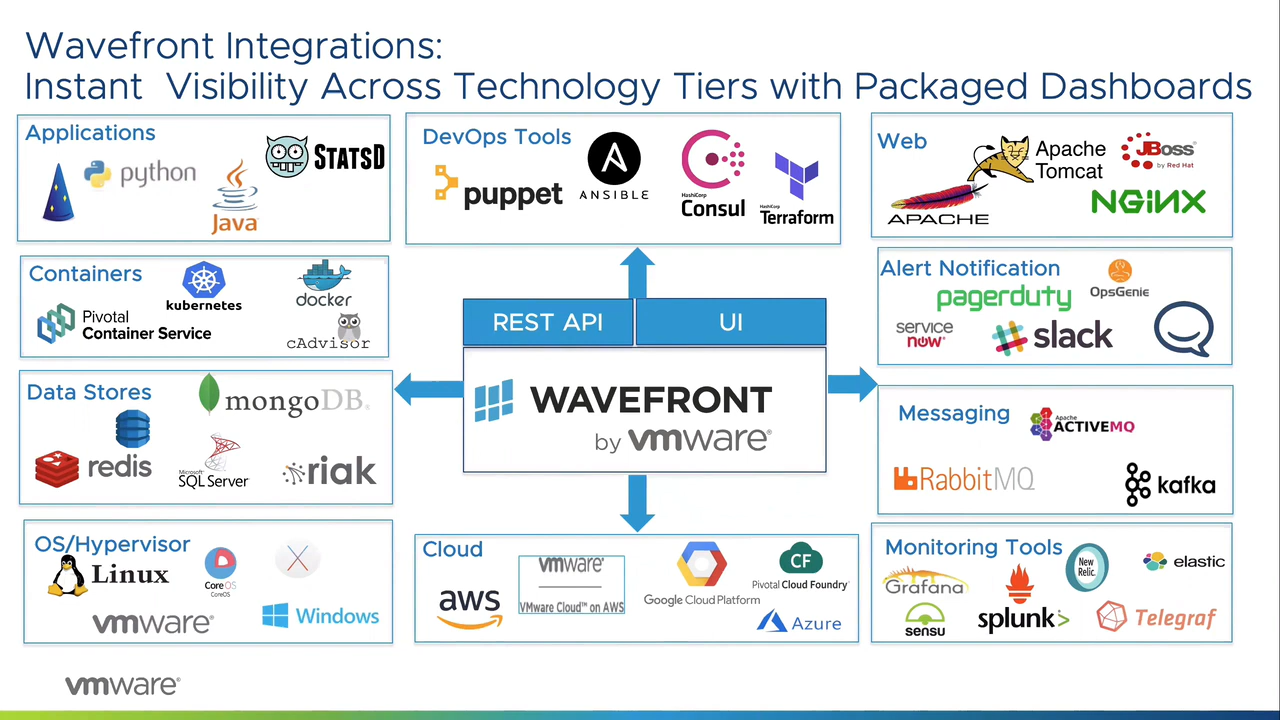 Wavefront Integrations:
Instant Visibility Across Technology Tiers with Packaged Dashboards
Applications
python
Java
STATSD
DevOps Tools
puppet
ANSIBLE
HashiCorp
Consul
HashiCorp
Terraform
Web
Apache
Tomcat
JBoss
by Red Hat
APACHE
NGINX
Containers
kubernetes
docker
Pivotal
Container Service
cAdvisor
REST API
UI
WAVEFRONT
by vmware®
Alert Notification
OpsGenie
pagerduty
service
now
slack
Data Stores
mongoDB®
redis
Microsoft®
SQL Server
riak
Messaging
Apache
ACTIVEMQ
RabbitMQ
kafka
OS/Hypervisor
Linux
CoreOS
CoreOS
X
vmware®
Windows
Cloud
aws
vmware®
VMware Cloud™ on AWS
Google Cloud Platform
CF
Pivotal Cloud Foundry
Azure
Monitoring Tools
Grafana
New
Relic.
elastic
sensu
splunk>
Telegraf
vmware®